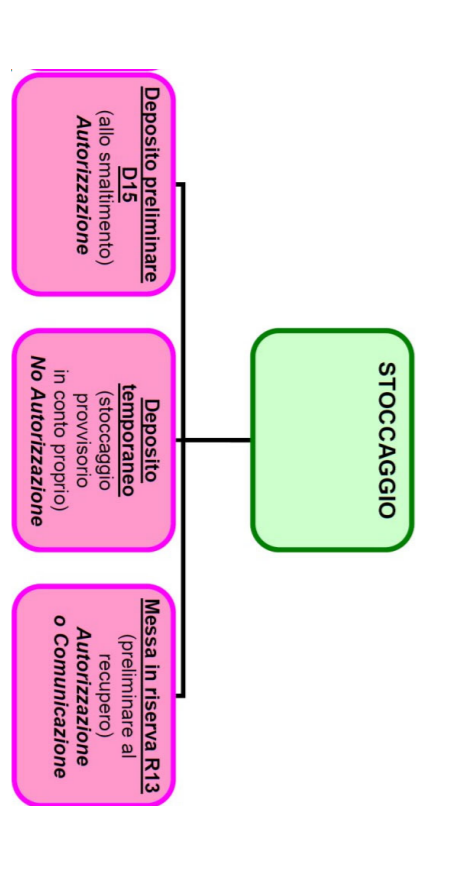 STOCCAGGIO
Deposito preliminare
D15
(allo smaltimento)
Autorizzazione
Deposito
temporaneo
(stoccaggio
provvisorio
in conto proprio)
No Autorizzazione
Messa in riserva R13
(preliminare al
recupero)
Autorizzazione
o Comunicazione